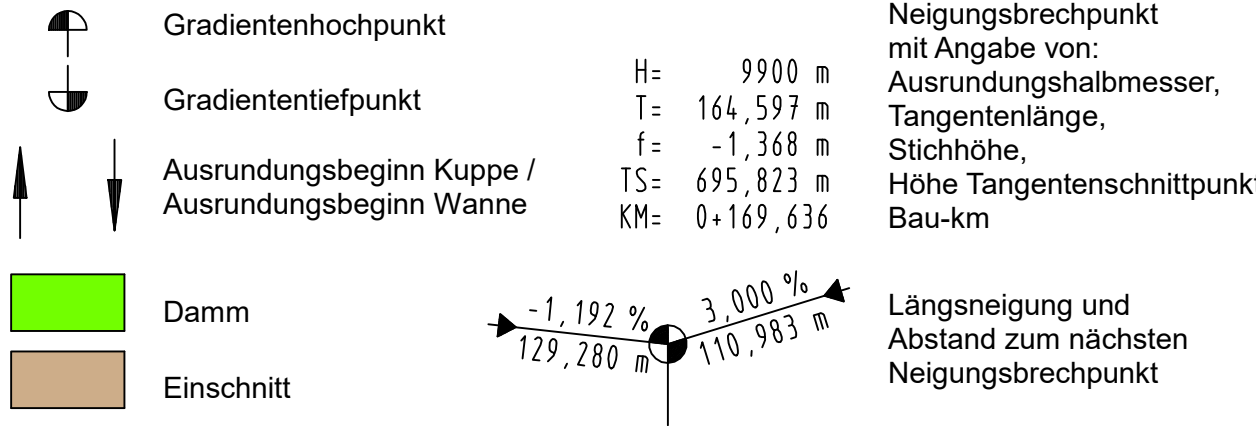 Gradientenhochpunkt
Gradiententiefpunkt
Ausrundungsbeginn Kuppe /
Ausrundungsbeginn Wanne
Damm
Einschnitt
H= 9900 m
T= 164,597 m
f= -1,368 m
TS= 695,823 m
KM= 0+169,636
Neigungsbrechpunkt
mit Angabe von:
Ausrundungshalbmesser,
Tangentenlänge,
Stichhöhe,
Höhe Tangentenschnittpunkt
Bau-km
-1,192 %
129,280 m
3,000 %
110,983 m
Längsneigung und
Abstand zum nächsten
Neigungsbrechpunkt